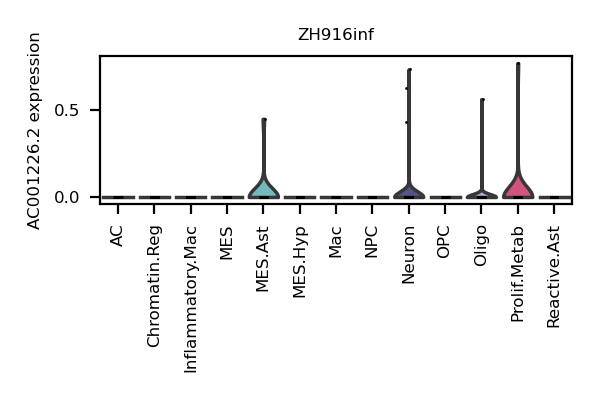 ZH916inf
AC001226.2 expression
0.5
0.0
AC
Chromatin.Reg
Inflammatory.Mac
MES
MES.Ast
MES.Hyp
Mac
NPC
Neuron
OPC
Oligo
Prolif.Metab
Reactive.Ast